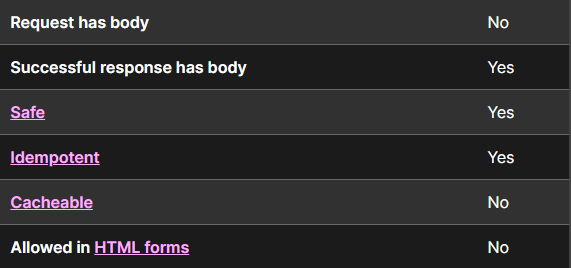 Request has body No
Successful response has body Yes
Safe Yes
Idempotent Yes
Cacheable No
Allowed in HTML forms No